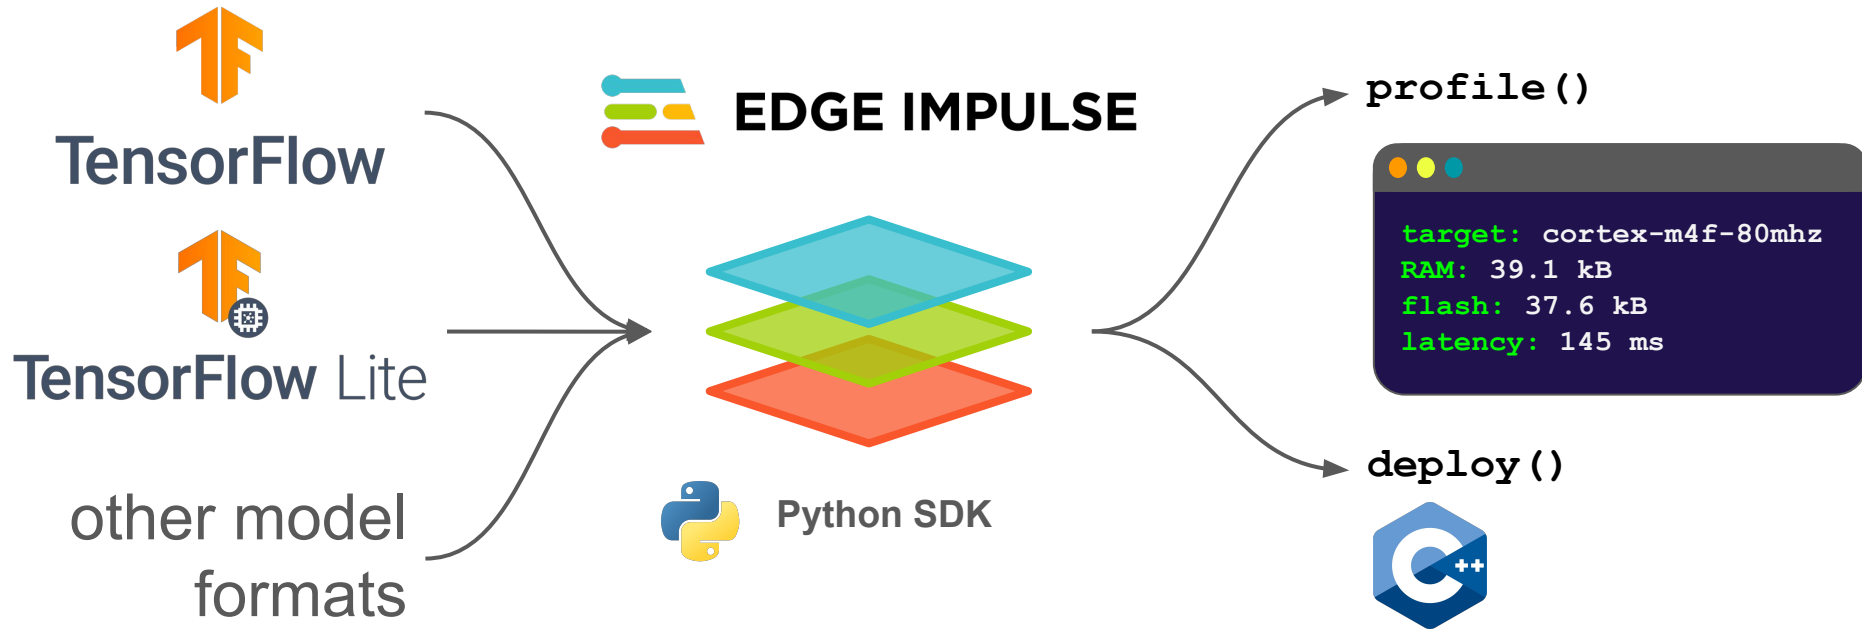 TensorFlow
TensorFlow Lite
other model
formats
EDGE IMPULSE
Python SDK
profile()
target: cortex-m4f-80mhz
RAM: 39.1 kB
flash: 37.6 kB
latency: 145 ms
deploy()
C++